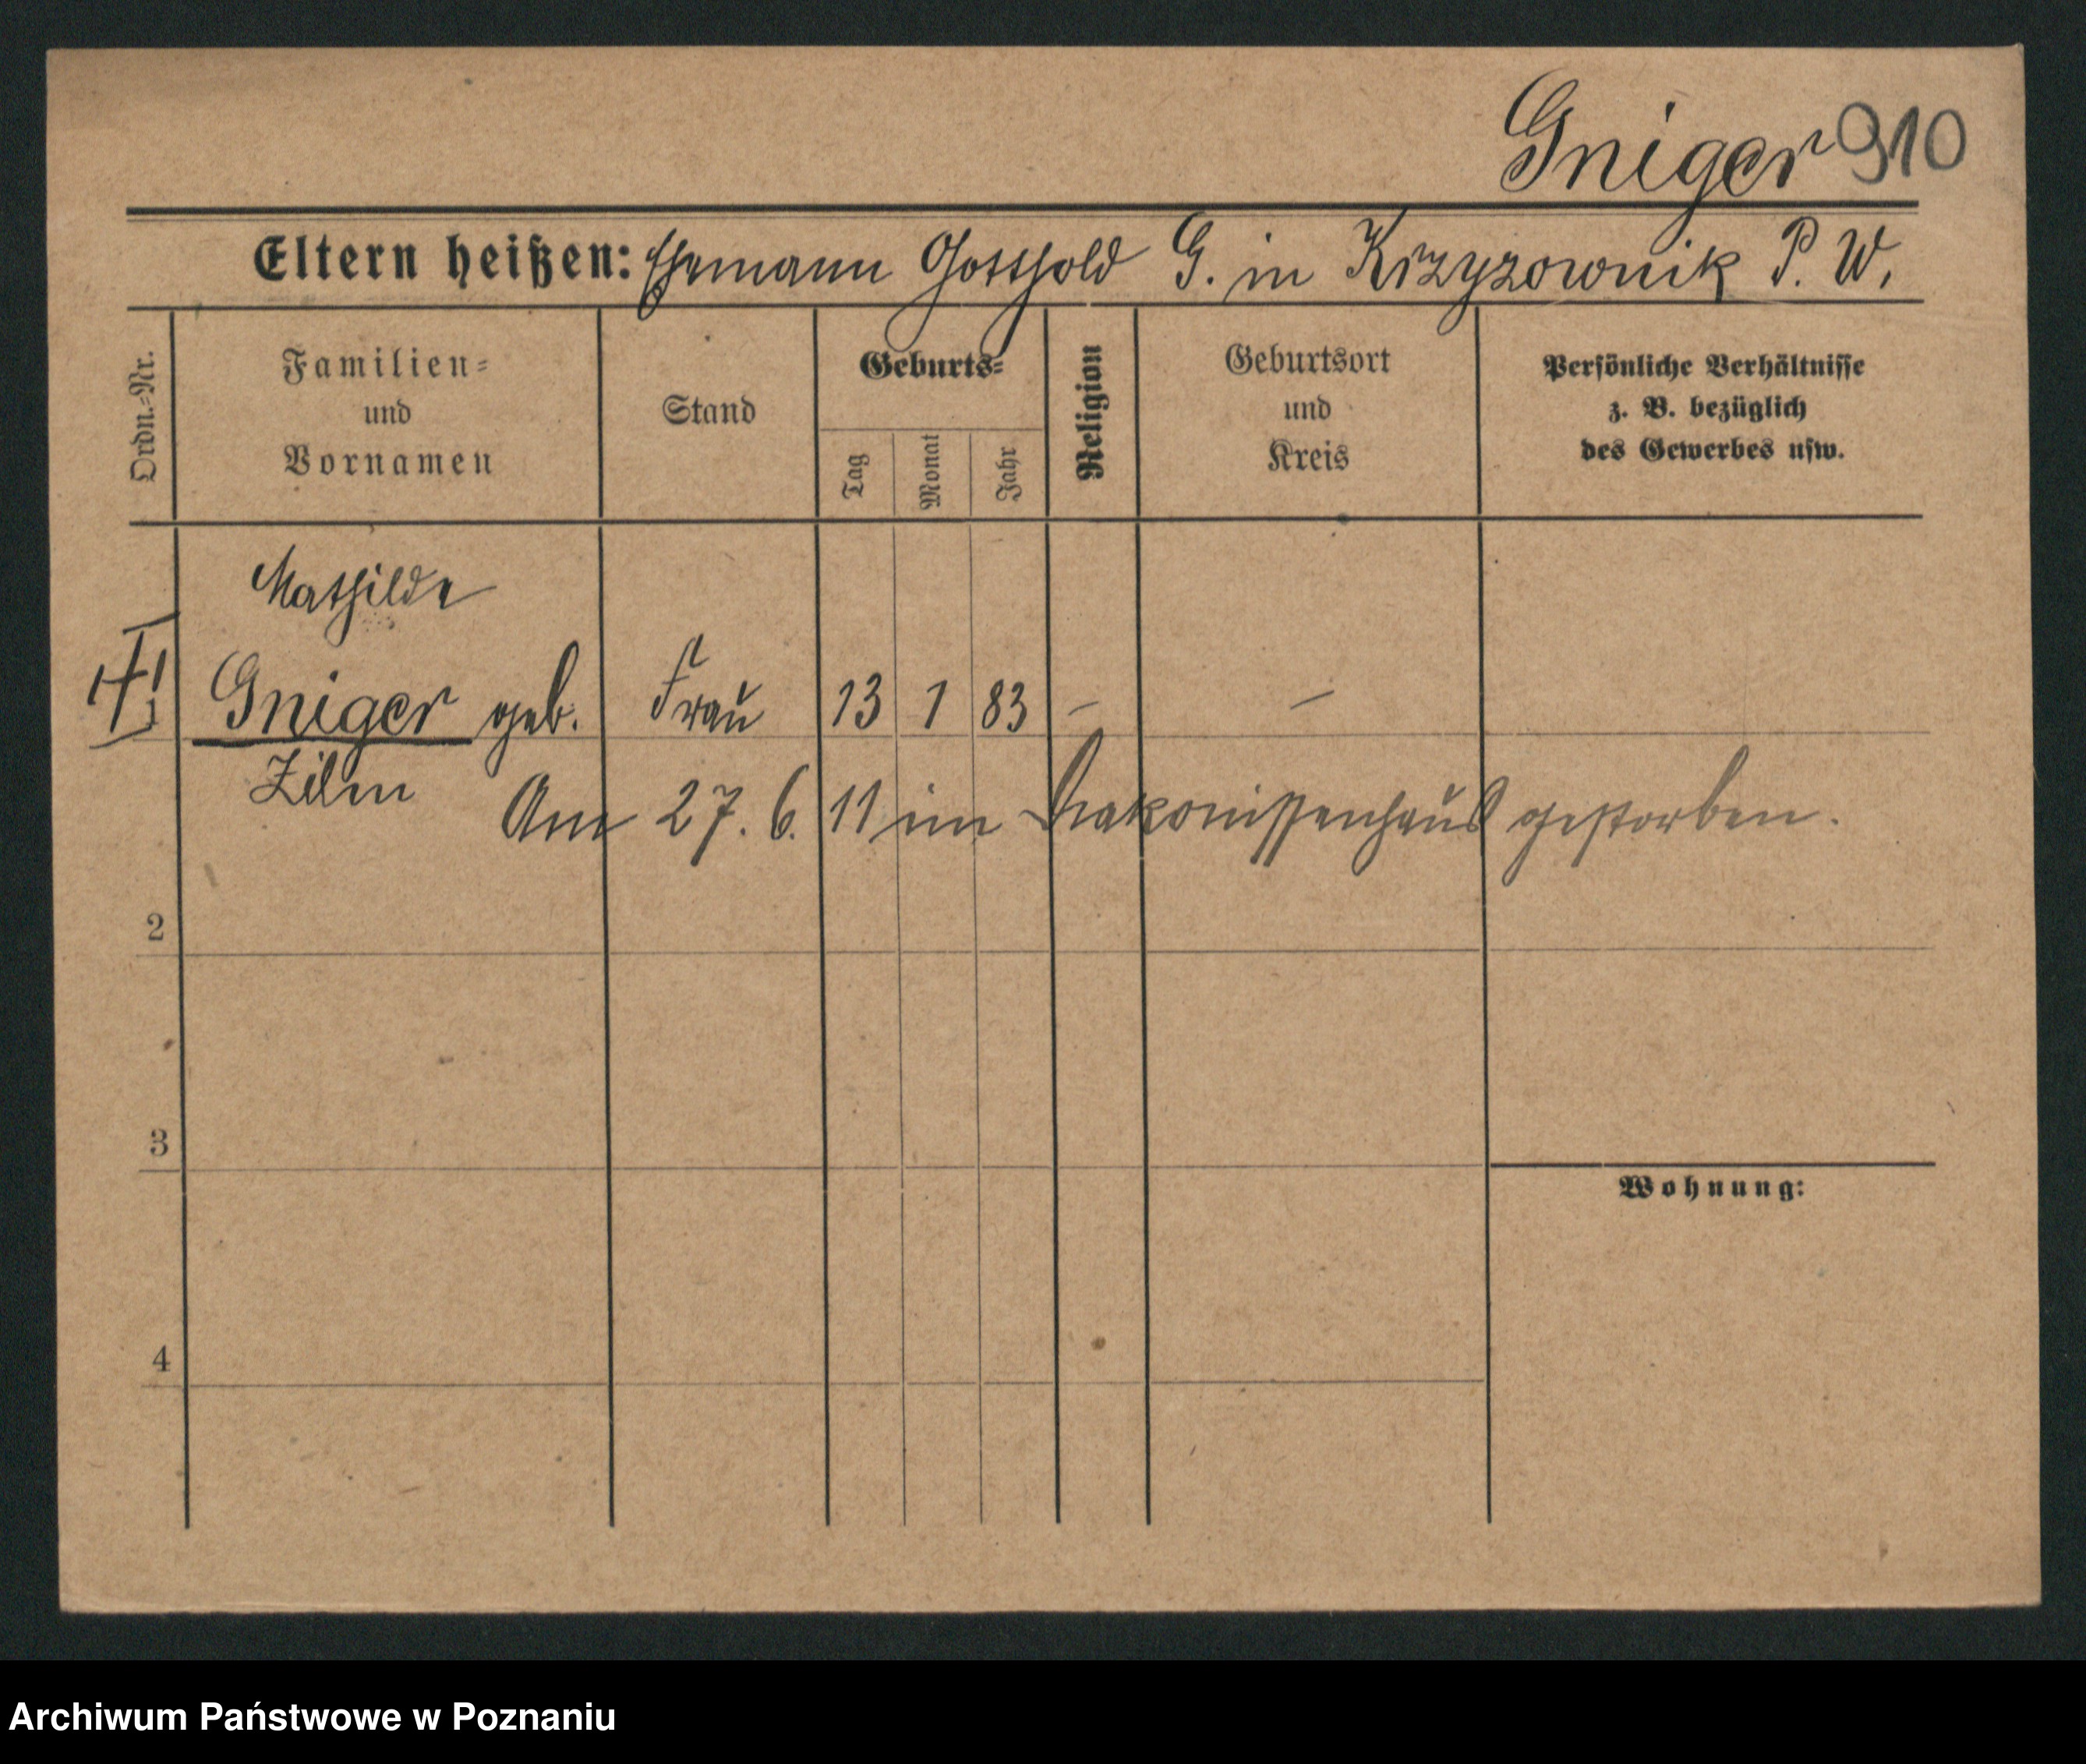 Gniger 910
Eltern heißen: Ehemann Gotthold G. in Krzyzownik P. W.
Ordn.=Nr.
Familien=
und
Vornamen
Stand
Geburts=
Tag
Monat
Jahr
Religion
Geburtsort
und
Kreis
Persönliche Verhältnisse
z. B. bezüglich
des Gewerbes usw.
Mathilde
Gniger geb. Frau 13 1 83 – –
Zilm
Am 27. 6. 11 im Diakonissenhaus gestorben.
2
3
Wohnung:
4
Archiwum Państwowe w Poznaniu